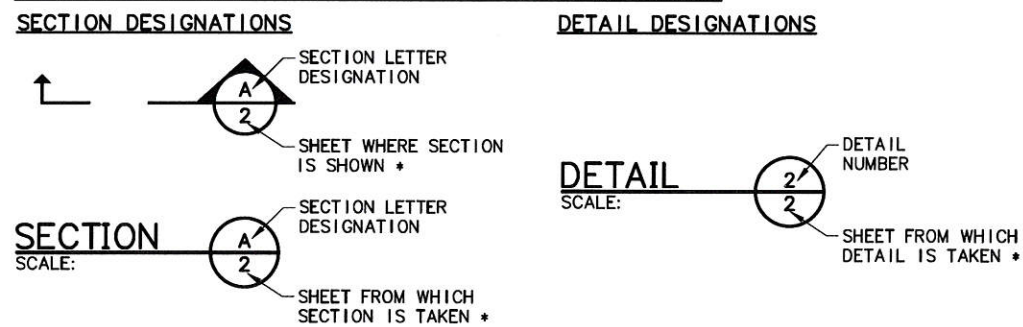 SECTION DESIGNATIONS
SECTION LETTER
DESIGNATION
A
2
SHEET WHERE SECTION
IS SHOWN *
SECTION
SCALE:
A
2
SECTION LETTER
DESIGNATION
SHEET FROM WHICH
SECTION IS TAKEN *
DETAIL DESIGNATIONS
DETAIL
SCALE:
2
2
DETAIL
NUMBER
SHEET FROM WHICH
DETAIL IS TAKEN *